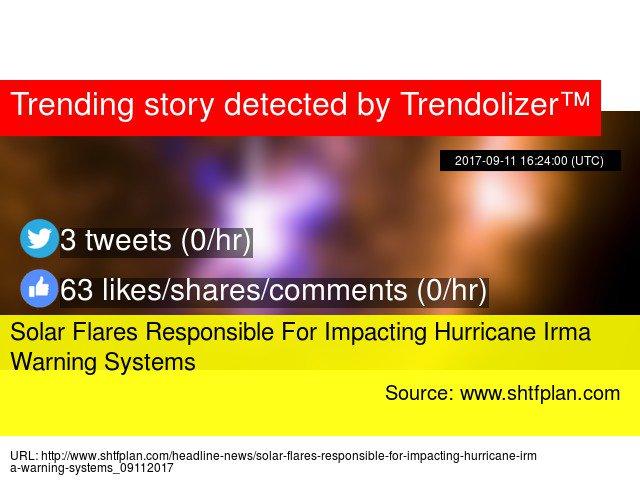 Trending story detected by Trendolizer™
2017-09-11 16:24:00 (UTC)
3 tweets (0/hr)
63 likes/shares/comments (0/hr)
Solar Flares Responsible For Impacting Hurricane Irma
Warning Systems
Source: www.shtfplan.com
URL: http://www.shtfplan.com/headline-news/solar-flares-responsible-for-impacting-hurricane-irm
a-warning-systems_09112017